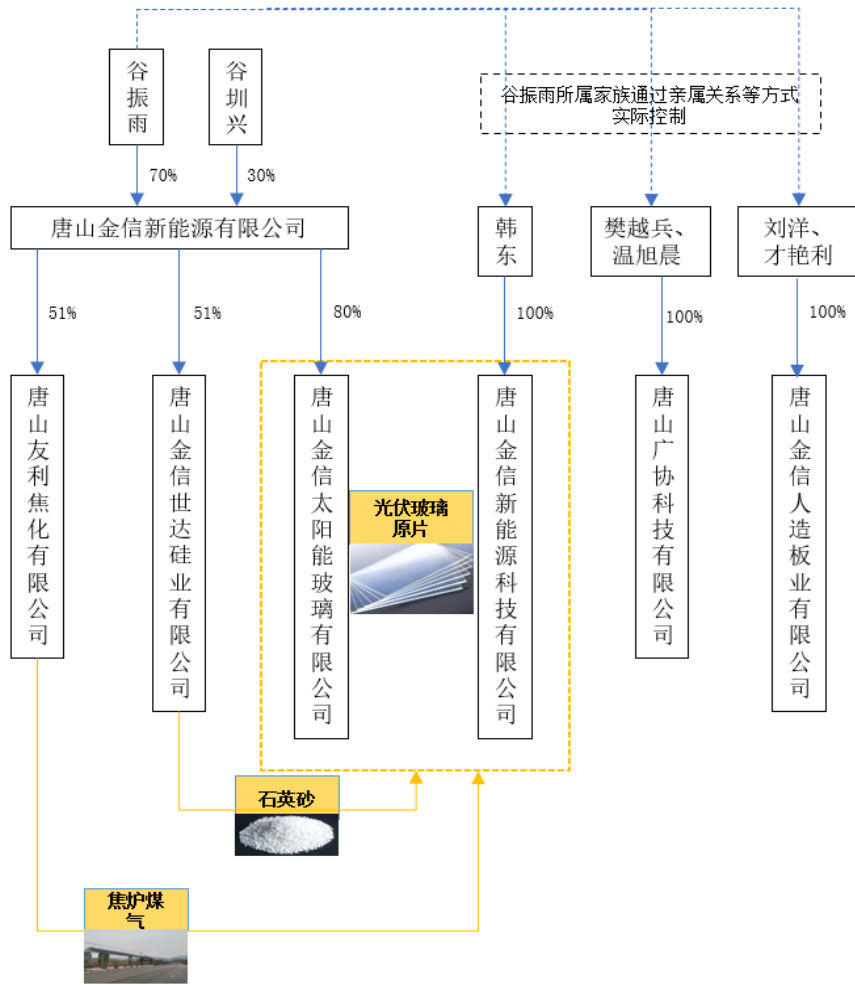 谷振雨
谷圳兴
谷振雨所属家族通过亲属关系等方式
实际控制
70%
30%
唐山金信新能源有限公司
韩东
樊越兵、
温旭晨
刘洋、
才艳利
51%
51%
80%
100%
100%
100%
唐山友利焦化有限公司
唐山金信世达硅业有限公司
唐山金信太阳能玻璃有限公司
光伏玻璃
原片
唐山金信新能源科技有限公司
唐山广协科技有限公司
唐山金信人造板业有限公司
石英砂
焦炉煤
气